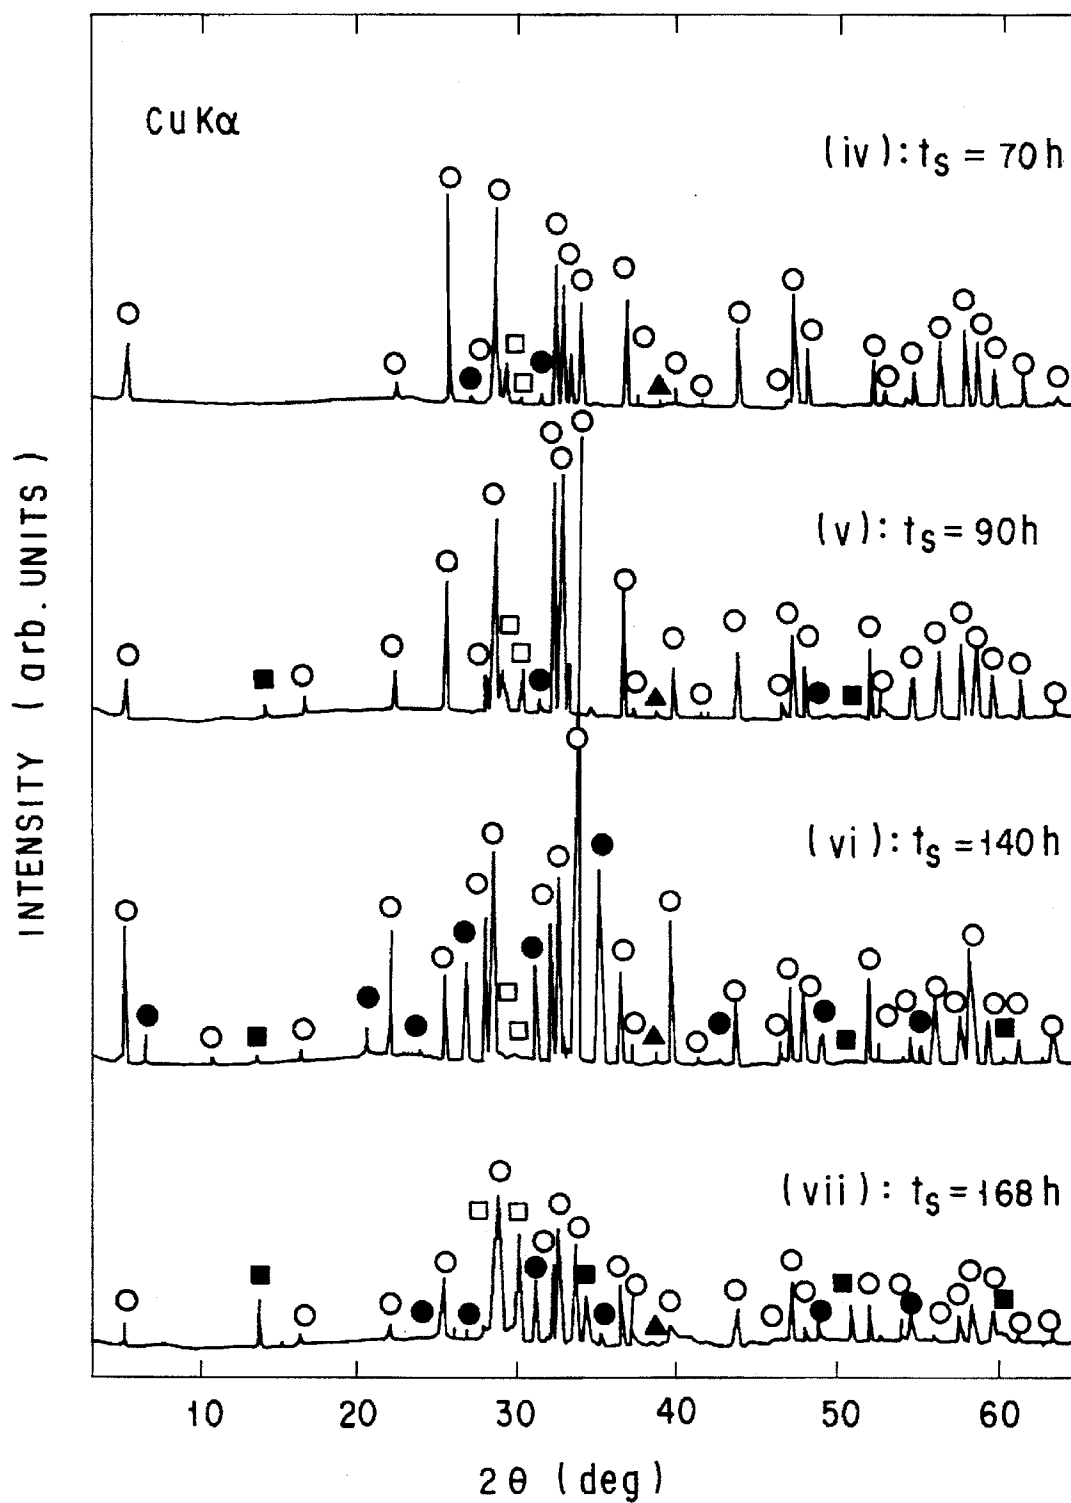 CuKα
(iv): ts = 70h
(v): ts = 90h
(vi): ts = 140h
(vii): ts = 168h
INTENSITY (arb. UNITS)
10 20 30 40 50 60
2θ (deg)